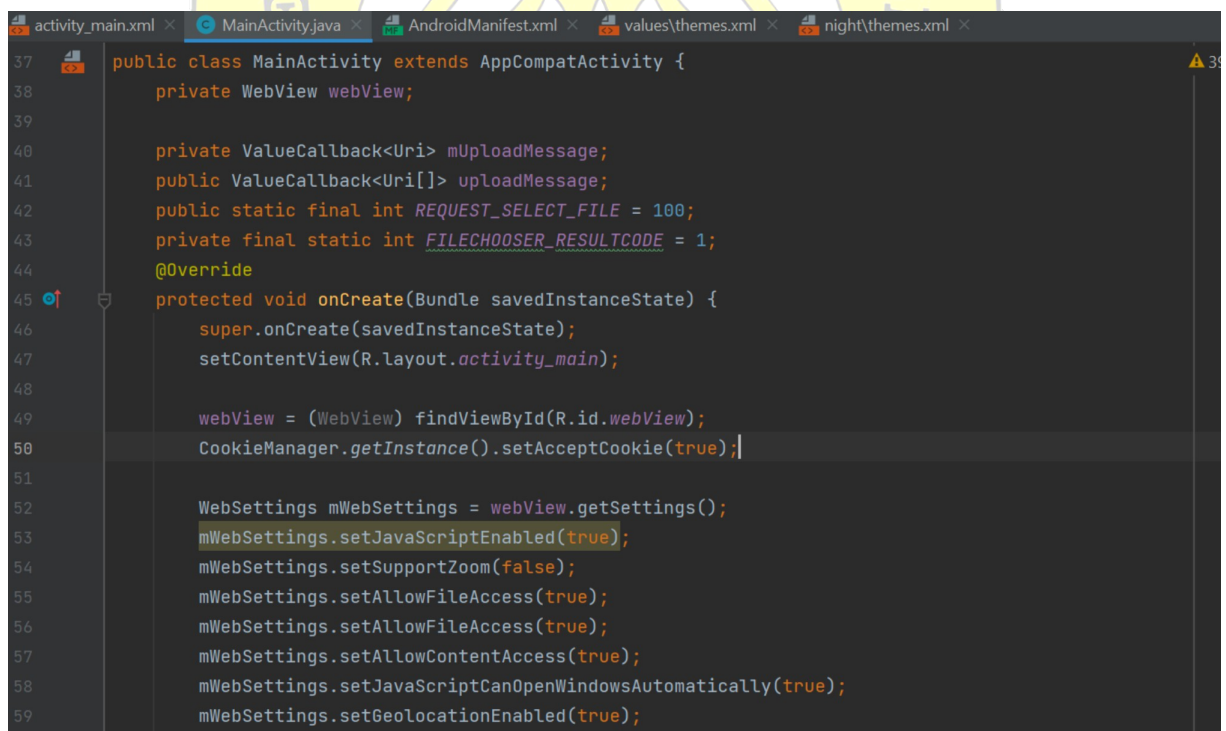 activity_main.xml × MainActivity.java × AndroidManifest.xml × values\themes.xml × night\themes.xml ×
37 public class MainActivity extends AppCompatActivity { 39
38 private WebView webView;
39
40 private ValueCallback<Uri> mUploadMessage;
41 public ValueCallback<Uri[]> uploadMessage;
42 public static final int REQUEST_SELECT_FILE = 100;
43 private final static int FILECHOOSER_RESULTCODE = 1;
44 @Override
45 protected void onCreate(Bundle savedInstanceState) {
46 super.onCreate(savedInstanceState);
47 setContentView(R.layout.activity_main);
48
49 webView = (WebView) findViewById(R.id.webView);
50 CookieManager.getInstance().setAcceptCookie(true);
51
52 WebSettings mWebSettings = webView.getSettings();
53 mWebSettings.setJavaScriptEnabled(true);
54 mWebSettings.setSupportZoom(false);
55 mWebSettings.setAllowFileAccess(true);
56 mWebSettings.setAllowFileAccess(true);
57 mWebSettings.setAllowContentAccess(true);
58 mWebSettings.setJavaScriptCanOpenWindowsAutomatically(true);
59 mWebSettings.setGeolocationEnabled(true);